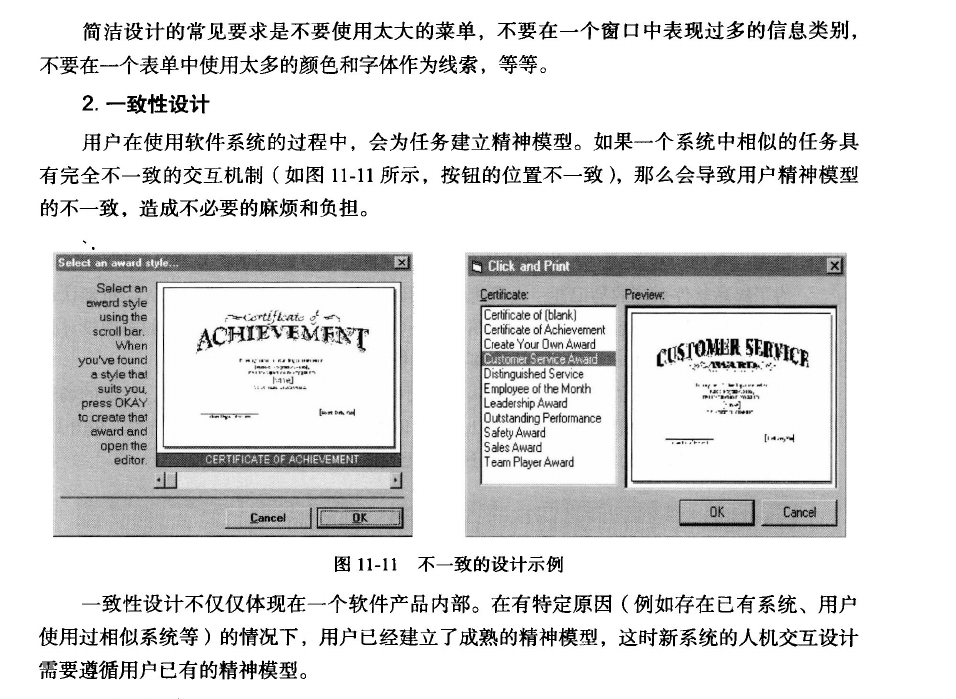 简洁设计的常见要求是不要使用太大的菜单，不要在一个窗口中表现过多的信息类别，
不要在一个表单中使用太多的颜色和字体作为线索，等等。
2. 一致性设计
用户在使用软件系统的过程中，会为任务建立精神模型。如果一个系统中相似的任务具
有完全不一致的交互机制（如图 11-11 所示，按钮的位置不一致），那么会导致用户精神模型
的不一致，造成不必要的麻烦和负担。
Select an award style...
Select an
award style
using the
scroll bar.
When
you've found
a style that
suits you,
press OKAY
to create that
award and
open the
editor.
Certificate of
ACHIEVEMENT
[name]
CERTIFICATE OF ACHIEVEMENT
Cancel
OK
Click and Print
Certificate:
Certificate of (blank)
Certificate of Achievement
Create Your Own Award
Customer Service Award
Distinguished Service
Employee of the Month
Leadership Award
Outstanding Performance
Safety Award
Sales Award
Team Player Award
Preview:
CUSTOMER SERVICE
AWARD
OK
Cancel
图 11-11 不一致的设计示例
一致性设计不仅仅体现在一个软件产品内部。在有特定原因（例如存在已有系统、用户
使用过相似系统等）的情况下，用户已经建立了成熟的精神模型，这时新系统的人机交互设计
需要遵循用户已有的精神模型。